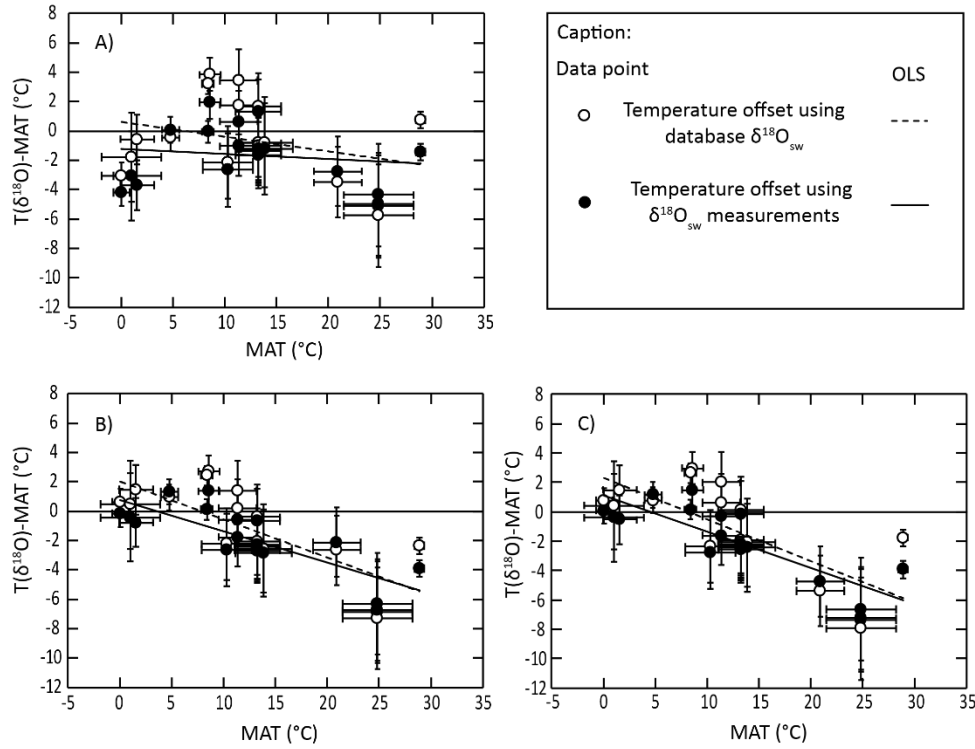 A)
T(δ¹⁸O)-MAT (°C)
8
6
4
2
0
-2
-4
-6
-8
-10
-12
-5 0 5 10 15 20 25 30 35
MAT (°C)
Caption:
Data point OLS
Temperature offset using
database δ¹⁸Osw
Temperature offset using
δ¹⁸Osw measurements
B)
T(δ¹⁸O)-MAT (°C)
8
6
4
2
0
-2
-4
-6
-8
-10
-12
-5 0 5 10 15 20 25 30 35
MAT (°C)
C)
T(δ¹⁸O)-MAT (°C)
8
6
4
2
0
-2
-4
-6
-8
-10
-12
-5 0 5 10 15 20 25 30 35
MAT (°C)